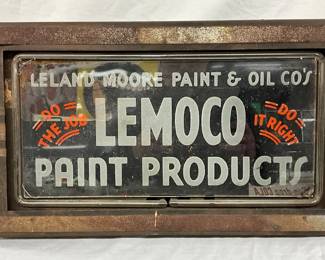 LELAND MOORE PAINT & OIL CO'S
DO
THE JOB
LEMOCO
DO
IT RIGHT
PAINT PRODUCTS